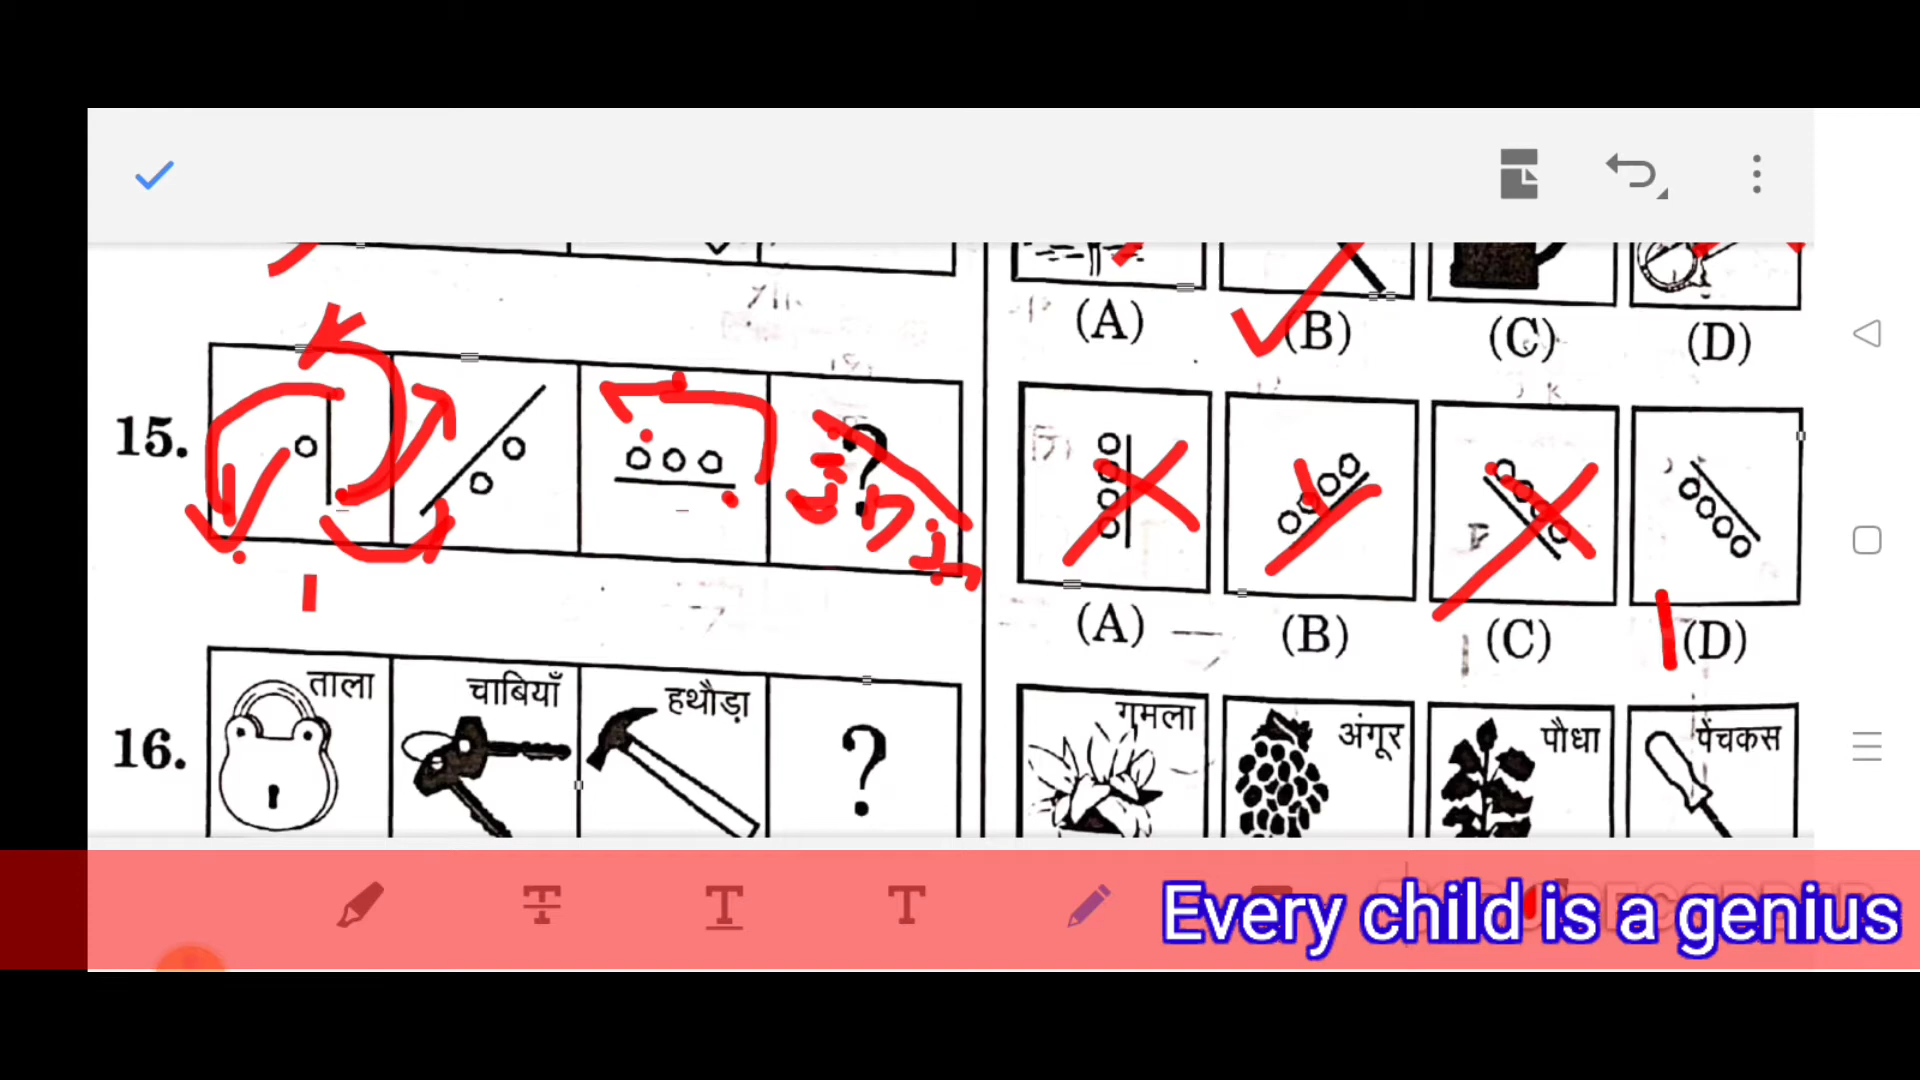 (A) (B) (C) (D)
15. ?
(A) (B) (C) (D)
16. ताला चाबियाँ हथौड़ा ? गमला अंगूर पौधा पेंचकस
T T T
Every child is a genius